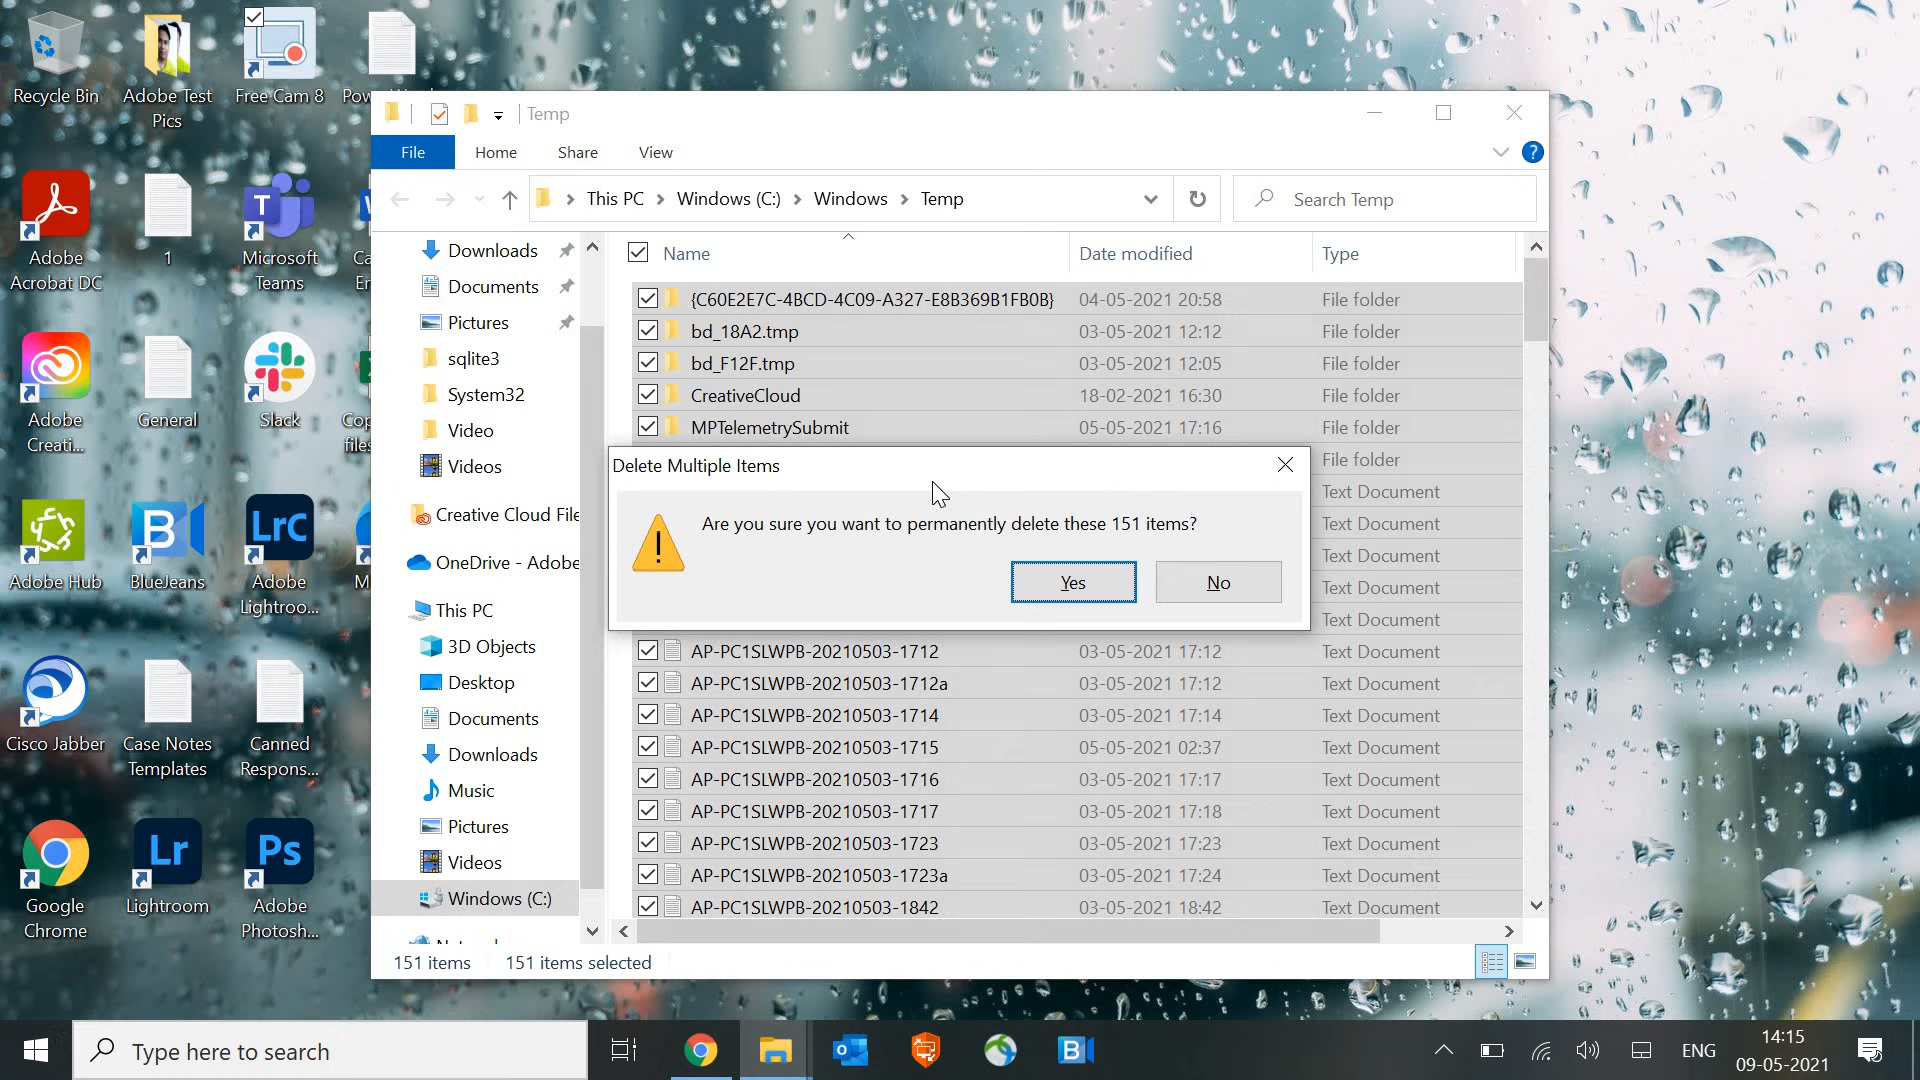 Recycle Bin
Adobe Test
Pics
Free Cam 8
Adobe
Acrobat DC
1
Microsoft
Teams
Adobe
Creati...
General
Slack
Adobe Hub
BlueJeans
Adobe
Lightroo...
Cisco Jabber
Case Notes
Templates
Canned
Respons...
Google
Chrome
Lightroom
Adobe
Photosh...
Temp
File
Home
Share
View
This PC
Windows (C:)
Windows
Temp
Search Temp
Downloads
Documents
Pictures
sqlite3
System32
Video
Videos
Creative Cloud File
OneDrive - Adobe
This PC
3D Objects
Desktop
Documents
Downloads
Music
Pictures
Videos
Windows (C:)
Name Date modified Type
{C60E2E7C-4BCD-4C09-A327-E8B369B1FB0B} 04-05-2021 20:58 File folder
bd_18A2.tmp 03-05-2021 12:12 File folder
bd_F12F.tmp 03-05-2021 12:05 File folder
CreativeCloud 18-02-2021 16:30 File folder
MPTelemetrySubmit 05-05-2021 17:16 File folder
File folder
Text Document
Text Document
Text Document
Text Document
Text Document
Delete Multiple Items
Are you sure you want to permanently delete these 151 items?
Yes
No
AP-PC1SLWPB-20210503-1712 03-05-2021 17:12 Text Document
AP-PC1SLWPB-20210503-1712a 03-05-2021 17:12 Text Document
AP-PC1SLWPB-20210503-1714 03-05-2021 17:14 Text Document
AP-PC1SLWPB-20210503-1715 05-05-2021 02:37 Text Document
AP-PC1SLWPB-20210503-1716 03-05-2021 17:17 Text Document
AP-PC1SLWPB-20210503-1717 03-05-2021 17:18 Text Document
AP-PC1SLWPB-20210503-1723 03-05-2021 17:23 Text Document
AP-PC1SLWPB-20210503-1723a 03-05-2021 17:24 Text Document
AP-PC1SLWPB-20210503-1842 03-05-2021 18:42 Text Document
151 items
151 items selected
Type here to search
ENG
14:15
09-05-2021